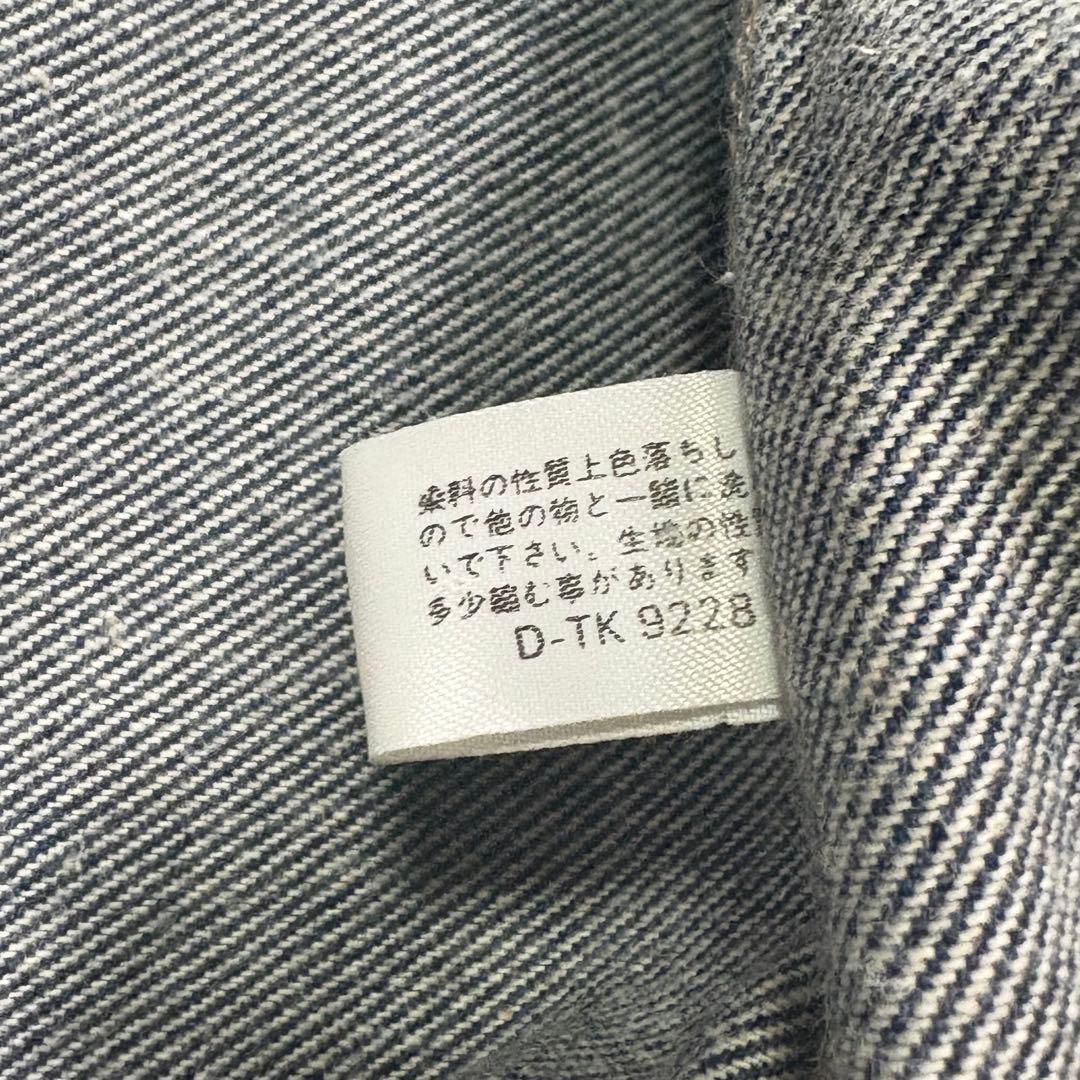 染料の性質上色落ちし
ので他の物と一緒に洗
いで下さい。生地の性
多少縮む事があります
D-TK 9228